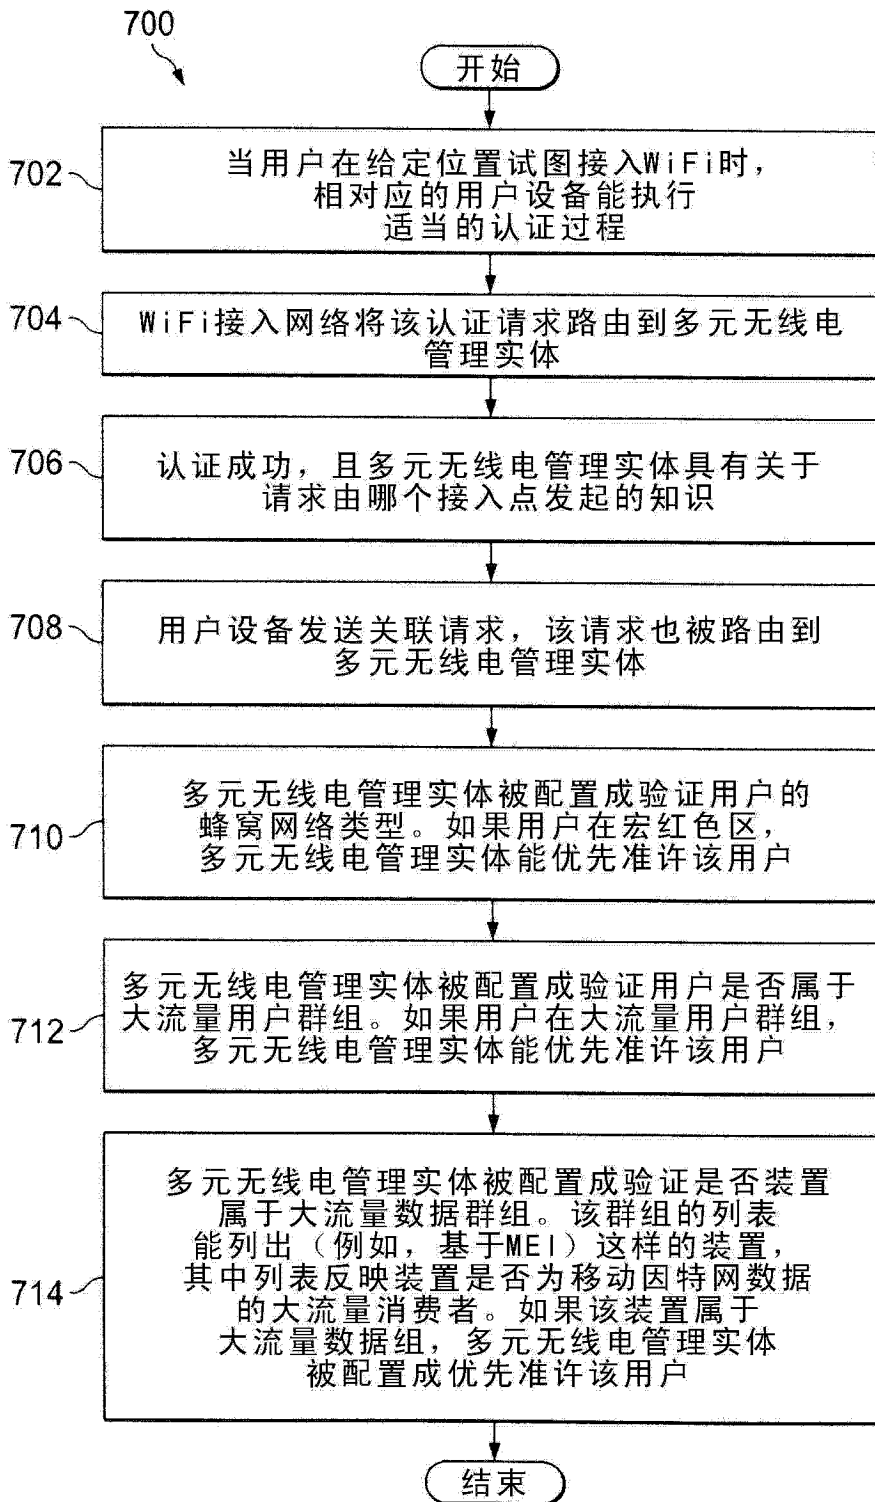 700
开始
702
当用户在给定位置试图接入WiFi时，
相对应的用户设备能执行
适当的认证过程
704
WiFi接入网络将该认证请求路由到多元无线电
管理实体
706
认证成功，且多元无线电管理实体具有关于
请求由哪个接入点发起的知识
708
用户设备发送关联请求，该请求也被路由到
多元无线电管理实体
710
多元无线电管理实体被配置成验证用户的
蜂窝网络类型。如果用户在宏红色区，
多元无线电管理实体能优先准许该用户
712
多元无线电管理实体被配置成验证用户是否属于
大流量用户群组。如果用户在大流量用户群组，
多元无线电管理实体能优先准许该用户
714
多元无线电管理实体被配置成验证是否装置
属于大流量数据群组。该群组的列表
能列出（例如，基于MEI）这样的装置，
其中列表反映装置是否为移动因特网数据
的大流量消费者。如果该装置属于
大流量数据组，多元无线电管理实体
被配置成优先准许该用户
结束